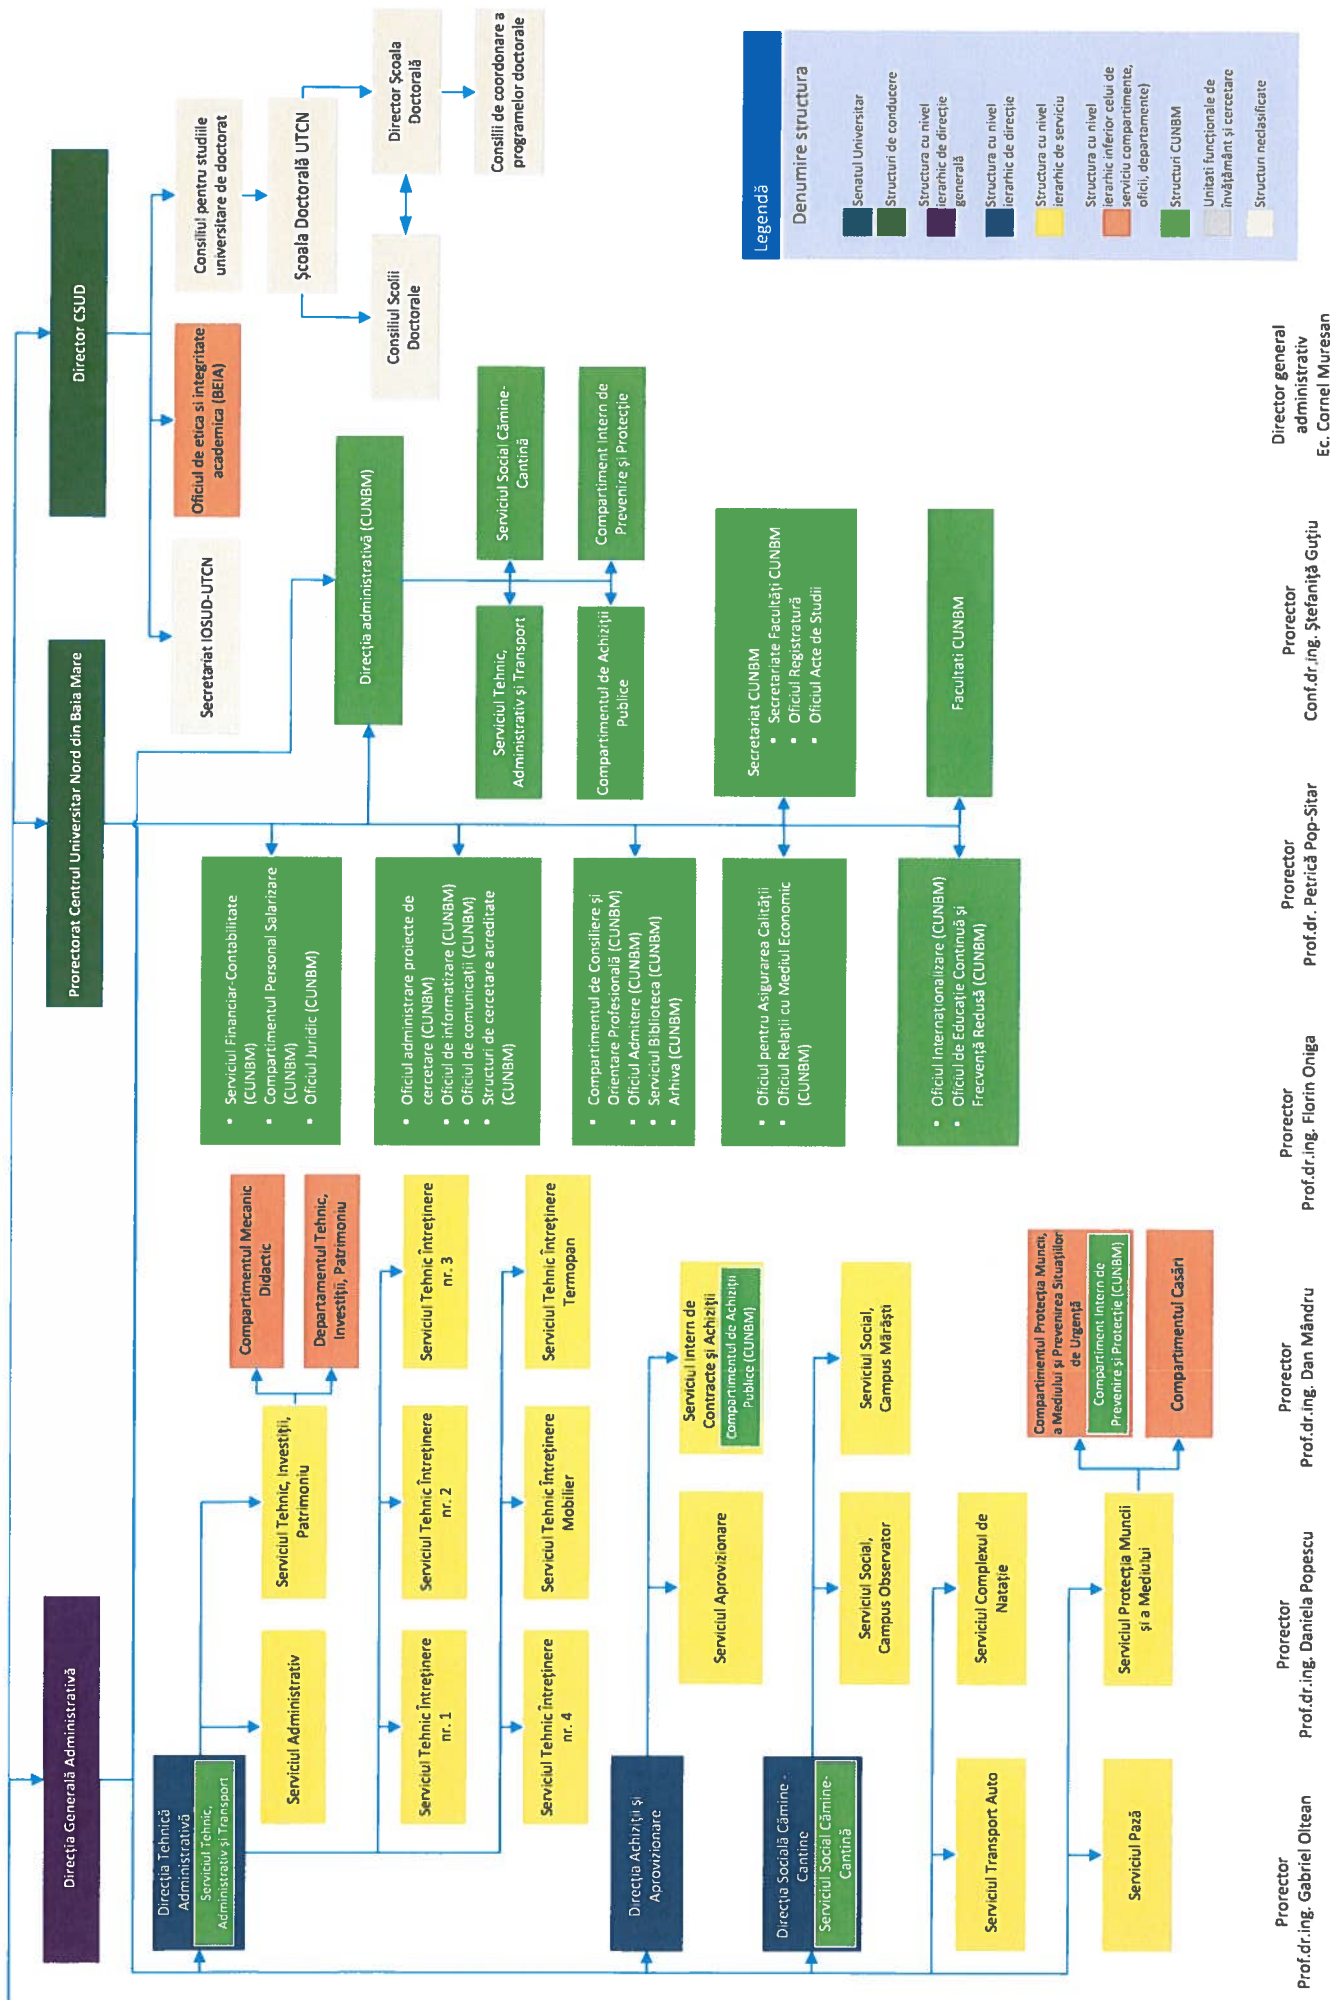 Direcția Generală Administrativă
Prorectorat Centrul Universitar Nord din Baia Mare
Director CSUD
Direcția Tehnică
Administrativă
Serviciul Tehnic,
Administrativ și Transport
Serviciul Administrativ
Serviciul Tehnic, Investiții,
Patrimoniu
Compartimentul Mecanic
Didactic
Departamentul Tehnic,
Investiții, Patrimoniu
Serviciul Tehnic Întreținere
nr. 1
Serviciul Tehnic Întreținere
nr. 2
Serviciul Tehnic Întreținere
nr. 3
Serviciul Tehnic Întreținere
nr. 4
Serviciul Tehnic Întreținere
Mobilier
Serviciul Tehnic Întreținere
Termopan
Direcția Achiziții și
Aprovizionare
Serviciul Aprovizionare
Serviciul Intern de
Contracte și Achiziții
Compartimentul de Achiziții
Publice (CUNBM)
Direcția Socială Cămine -
Cantine
Serviciul Social Cămine-
Cantină
Serviciul Social,
Campus Observator
Serviciul Social,
Campus Mărăști
Serviciul Transport Auto
Serviciul Complexul de
Natație
Serviciul Pază
Serviciul Protecția Muncii
și a Mediului
Compartimentul Protecția Muncii,
a Mediului și Prevenirea Situațiilor
de Urgență
Compartiment Intern de
Prevenire și Protecție (CUNBM)
Compartimentul Casări
▪ Serviciul Financiar-Contabilitate
(CUNBM)
▪ Compartimentul Personal Salarizare
(CUNBM)
▪ Oficiul Juridic (CUNBM)
▪ Oficiul administrare proiecte de
cercetare (CUNBM)
▪ Oficiul de informatizare (CUNBM)
▪ Oficiul de comunicații (CUNBM)
▪ Structuri de cercetare acreditate
(CUNBM)
▪ Compartimentul de Consiliere și
Orientare Profesională (CUNBM)
▪ Oficiul Admitere (CUNBM)
▪ Serviciul Biblioteca (CUNBM)
▪ Arhiva (CUNBM)
▪ Oficiul pentru Asigurarea Calității
▪ Oficiul Relații cu Mediul Economic
(CUNBM)
▪ Oficiul Internaționalizare (CUNBM)
▪ Oficiul de Educație Continuă și
Frecvență Redusă (CUNBM)
Direcția administrativă (CUNBM)
Serviciul Tehnic,
Administrativ și Transport
Serviciul Social Cămine-
Cantină
Compartimentul de Achiziții
Publice
Compartiment Intern de
Prevenire și Protecție
Secretariat CUNBM
▪ Secretariate Facultăți CUNBM
▪ Oficiul Registratură
▪ Oficiul Acte de Studii
Facultati CUNBM
Secretariat IOSUD-UTCN
Oficiul de etica si integritate
academica (BEIA)
Consiliul pentru studiile
universitare de doctorat
Școala Doctorală UTCN
Consiliul Scolii
Doctorale
Director Școala
Doctorală
Consilii de coordonare a
programelor doctorale
Legendă
Denumire structura
Senatul Universitar
Structuri de conducere
Structura cu nivel
ierarhic de direcție
generală
Structura cu nivel
ierarhic de direcție
Structura cu nivel
ierarhic de serviciu
Structura cu nivel
ierarhic inferior celui de
serviciu compartimente,
oficii, departamente)
Structuri CUNBM
Unitati funcționale de
învățământ și cercetare
Structuri neclasificate
Prorector
Prof.dr.ing. Gabriel Oltean
Prorector
Prof.dr.ing. Daniela Popescu
Prorector
Prof.dr.ing. Dan Mândru
Prorector
Prof.dr.ing. Florin Oniga
Prorector
Prof.dr. Petrică Pop-Sitar
Prorector
Conf.dr.ing. Ștefaniță Guțiu
Director general
administrativ
Ec. Cornel Muresan